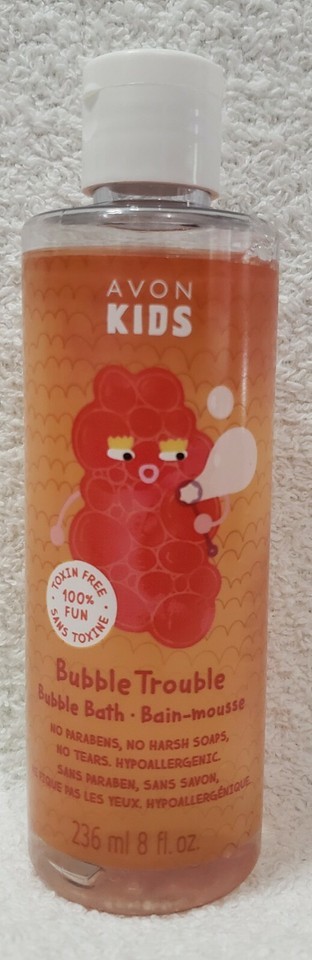 AVON
KIDS
TOXIN FREE
100%
FUN
SANS TOXINE
Bubble Trouble
Bubble Bath · Bain-mousse
NO PARABENS, NO HARSH SOAPS,
NO TEARS. HYPOALLERGENIC.
SANS PARABEN, SANS SAVON,
PAS LES YEUX. HYPOALLERGÉNIQUE.
236 ml 8 fl. oz.